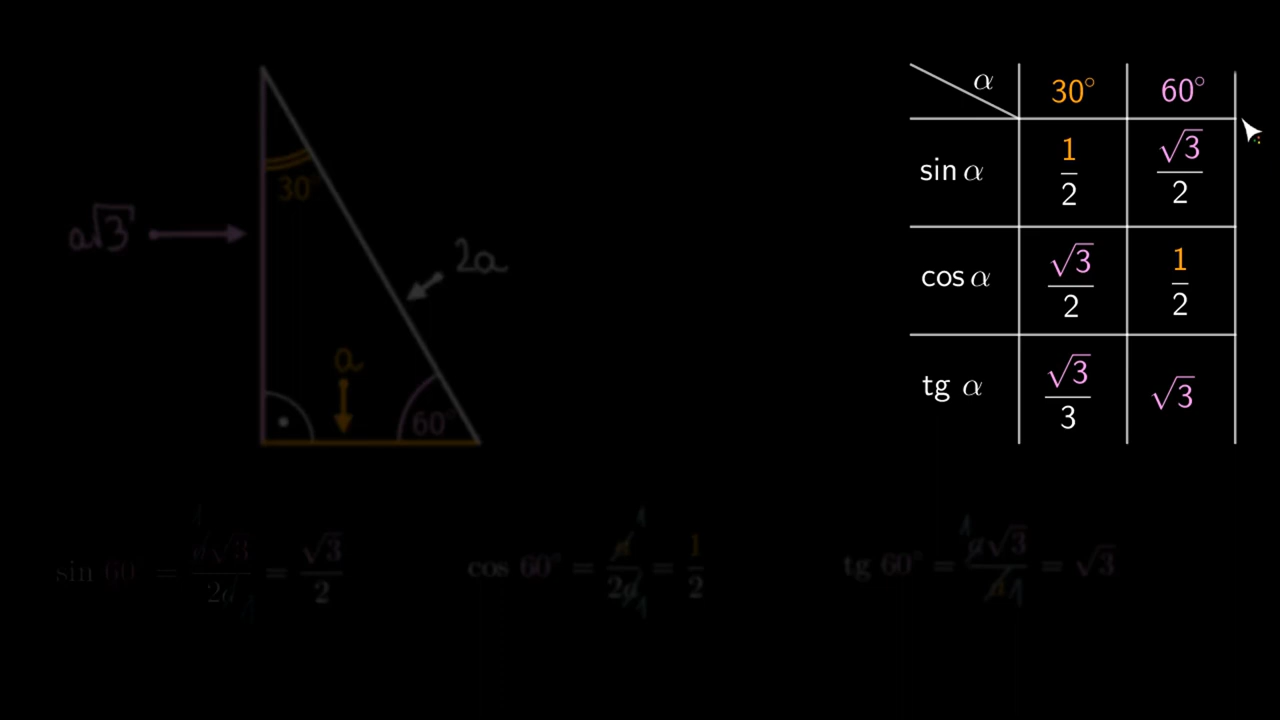 α 30° 60°
sin α 1/2 √3/2
cos α √3/2 1/2
tg α √3/3 √3
30°
a√3
2a
a
60°
sin 60° = a√3/2a = √3/2
cos 60° = a/2a = 1/2
tg 60° = a√3/a = √3